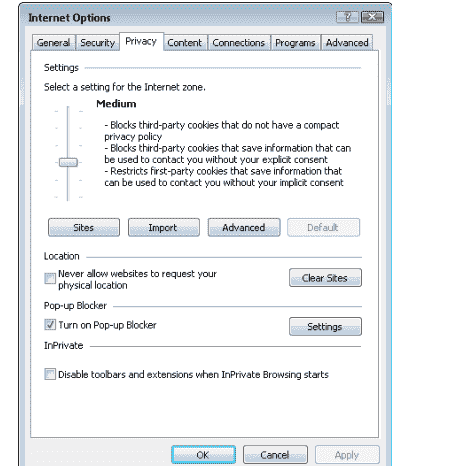 Internet Options
General Security Privacy Content Connections Programs Advanced
Settings
Select a setting for the Internet zone.
Medium
- Blocks third-party cookies that do not have a compact
privacy policy
- Blocks third-party cookies that save information that can
be used to contact you without your explicit consent
- Restricts first-party cookies that save information that
can be used to contact you without your implicit consent
Sites Import Advanced Default
Location
Never allow websites to request your
physical location
Clear Sites
Pop-up Blocker
Turn on Pop-up Blocker
Settings
InPrivate
Disable toolbars and extensions when InPrivate Browsing starts
OK Cancel Apply